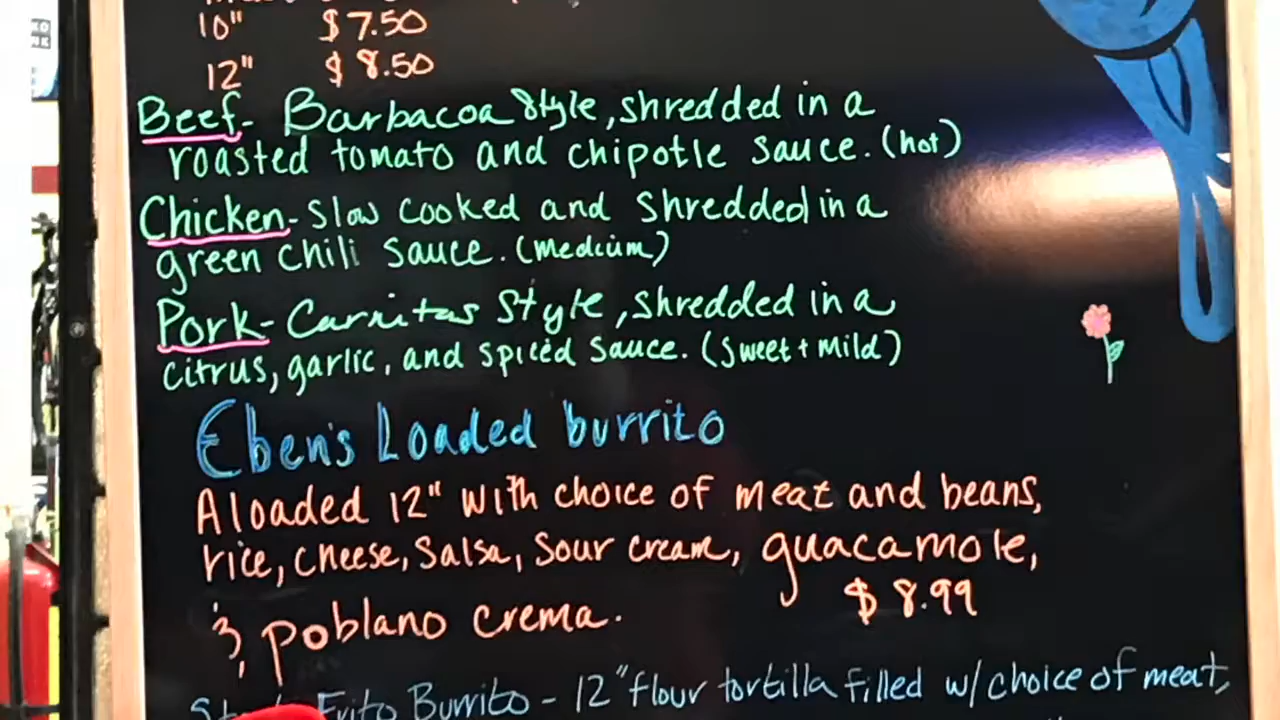 10" $7.50
12" $8.50
Beef- Barbacoa Style, shredded in a
roasted tomato and chipotle sauce. (hot)
Chicken- Slow cooked and shredded in a
green chili sauce. (Medium)
Pork- Carnitas Style, shredded in a
citrus, garlic, and spiced sauce. (Sweet + Mild)
Eben's Loaded burrito
A loaded 12" with choice of meat and beans,
rice, cheese, Salsa, Sour cream, guacamole,
& poblano crema. $8.99
Frito Burrito - 12" flour tortilla filled w/ choice of meat,